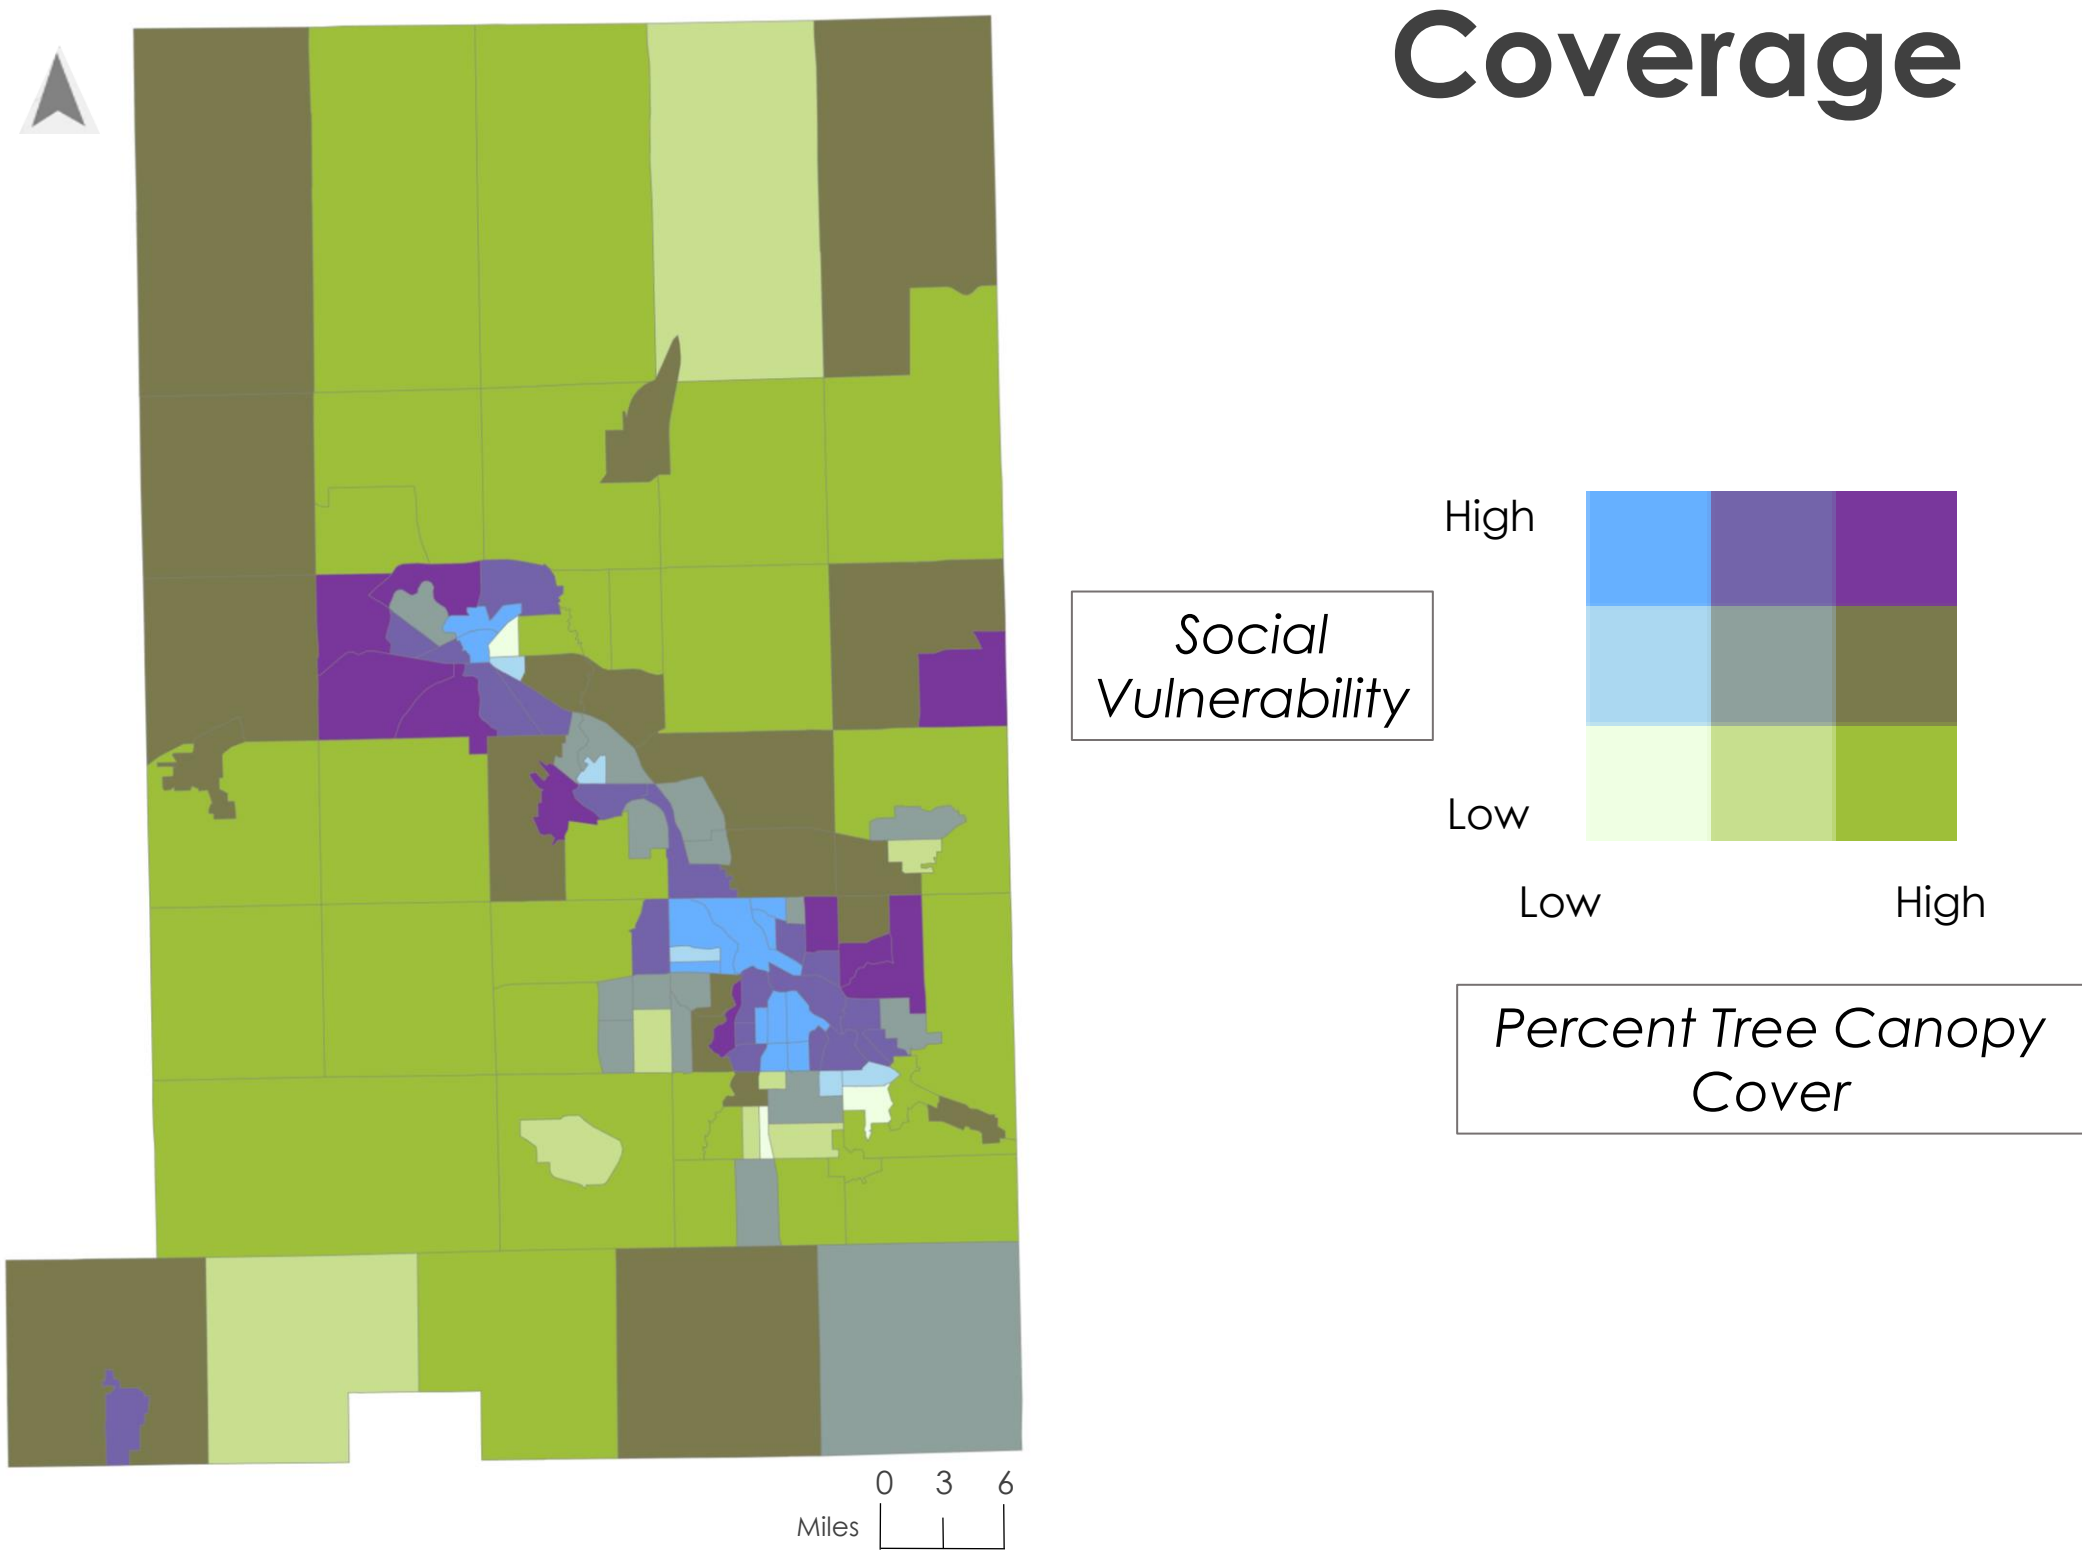 Coverage
High
Social
Vulnerability
Low
Low
High
Percent Tree Canopy
Cover
0 3 6
Miles